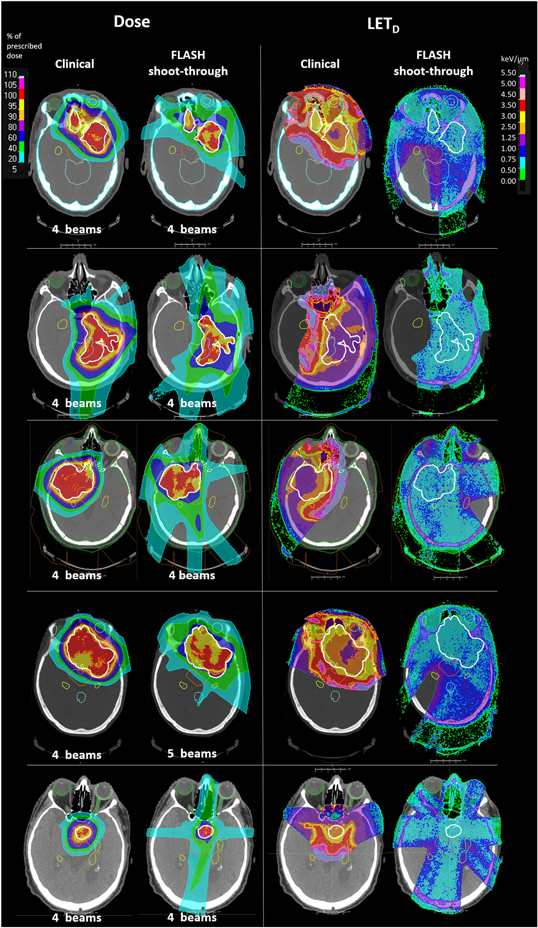 Dose
LET_D
% of
prescribed
dose
Clinical
FLASH
shoot-through
Clinical
FLASH
shoot-through
keV/μm
110
105
100
95
90
80
60
40
20
5
5.50
5.00
4.50
3.50
3.00
2.00
1.25
1.00
0.75
0.50
0.00
4 beams
4 beams
4 beams
4 beams
4 beams
4 beams
4 beams
5 beams
4 beams
4 beams